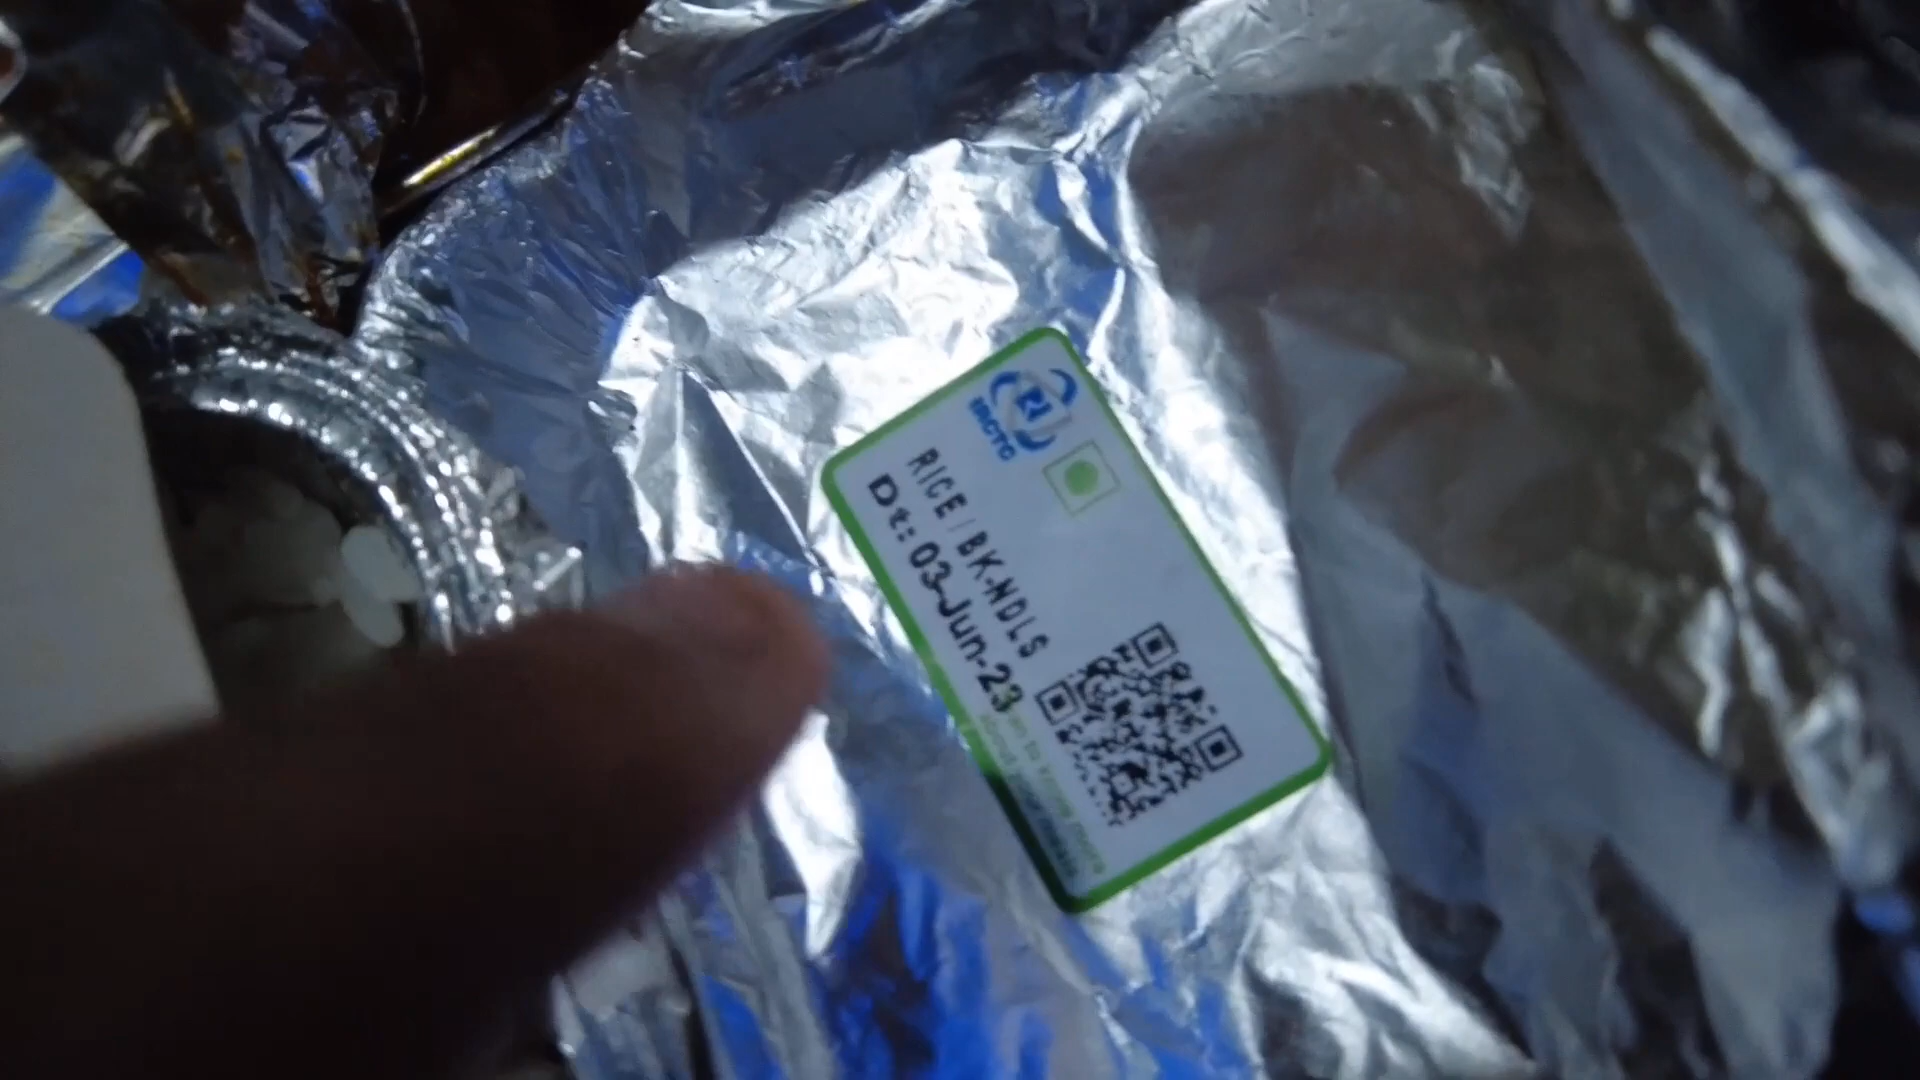 IRCTC
RICE / BK-NDLS
Dt: 03-Jun-23